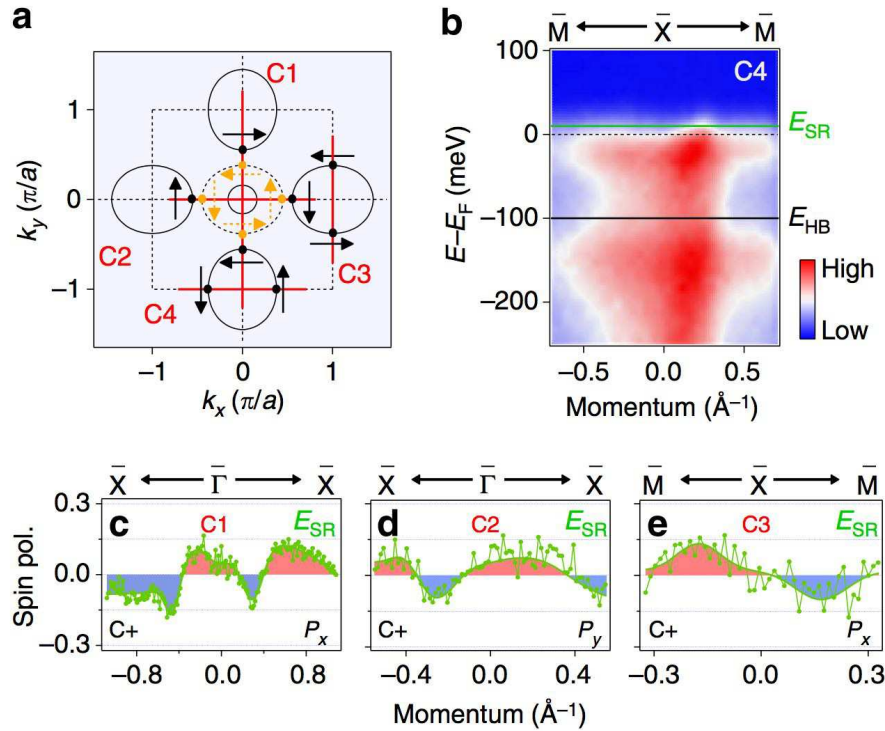 a
C1
C2
C3
C4
1
0
−1
k_y (π/a)
−1 0 1
k_x (π/a)
b
M̄ X̄ M̄
C4
100
0
−100
−200
E–E_F (meV)
E_SR
E_HB
High
Low
−0.5 0.0 0.5
Momentum (Å⁻¹)
X̄ Γ̄ X̄
c C1 E_SR
0.3
0.0
−0.3
Spin pol.
C+ P_x
−0.8 0.0 0.8
X̄ Γ̄ X̄
d C2 E_SR
C+ P_y
−0.4 0.0 0.4
M̄ X̄ M̄
e C3 E_SR
C+ P_x
−0.3 0.0 0.3
Momentum (Å⁻¹)